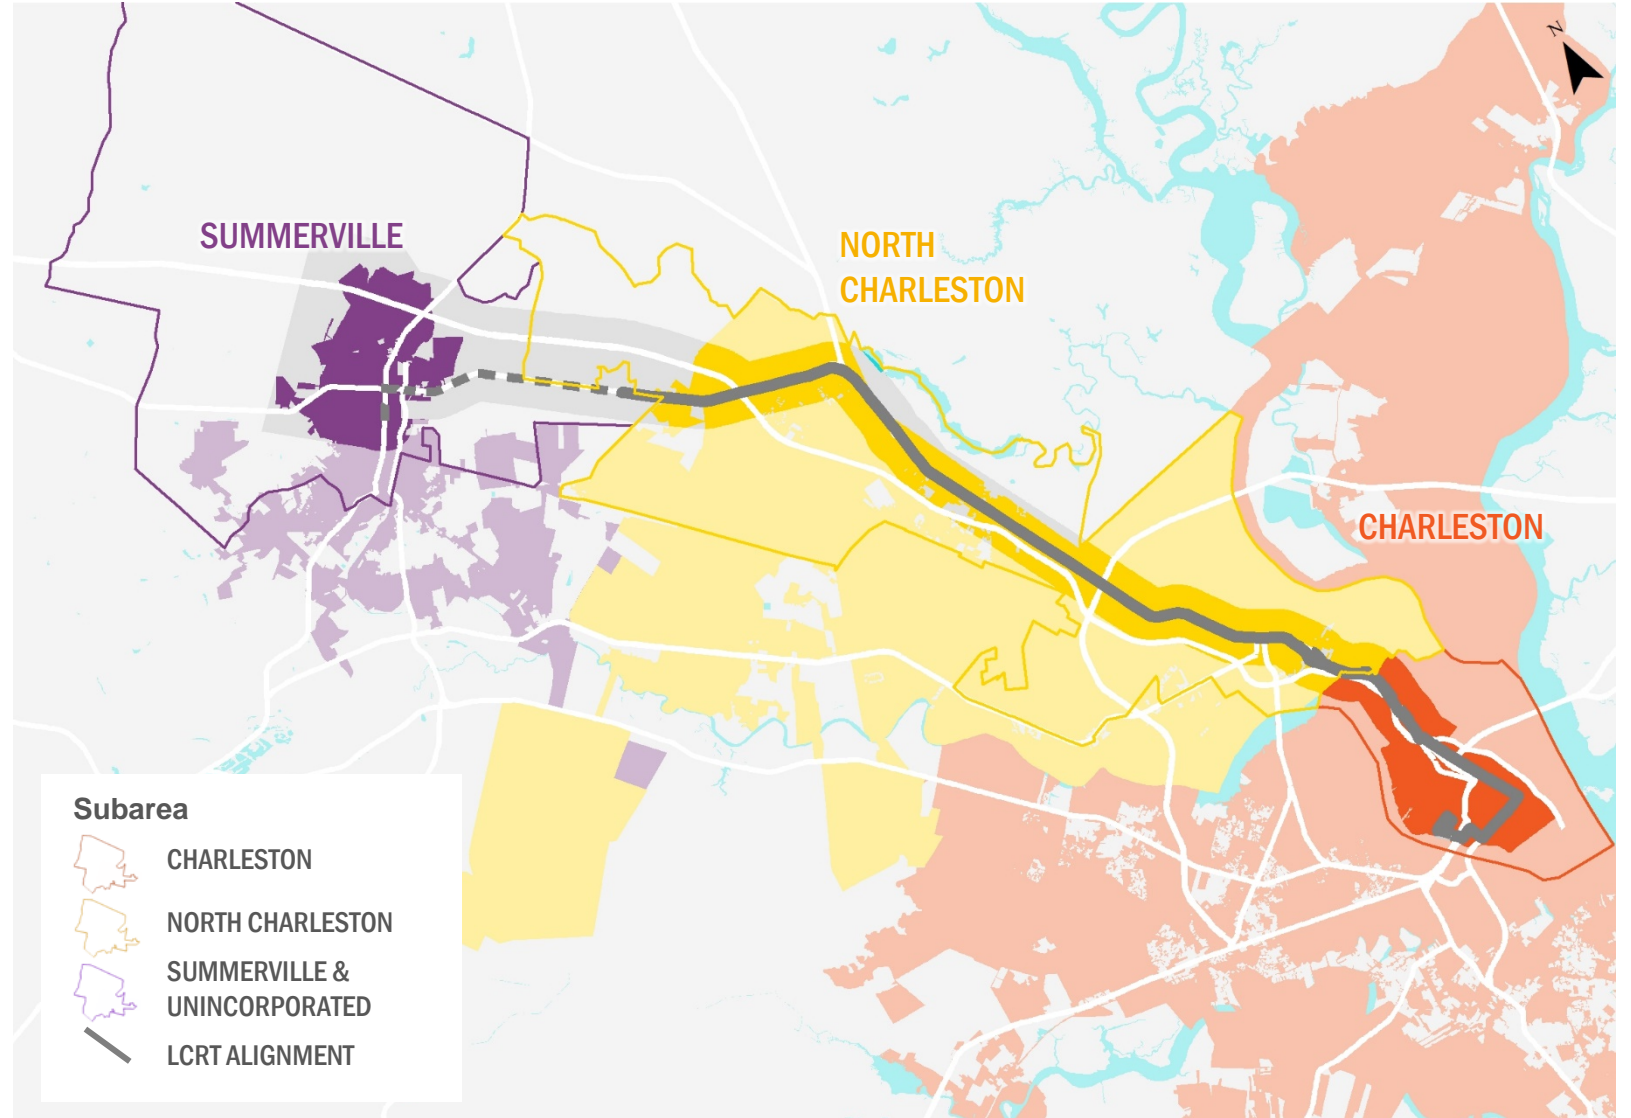 N
SUMMERVILLE
NORTH
CHARLESTON
CHARLESTON
Subarea
CHARLESTON
NORTH CHARLESTON
SUMMERVILLE &
UNINCORPORATED
LCRT ALIGNMENT